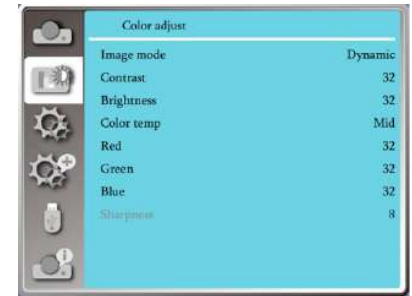 Color adjust
Image mode Dynamic
Contrast 32
Brightness 32
Color temp Mid
Red 32
Green 32
Blue 32
Sharpness 8